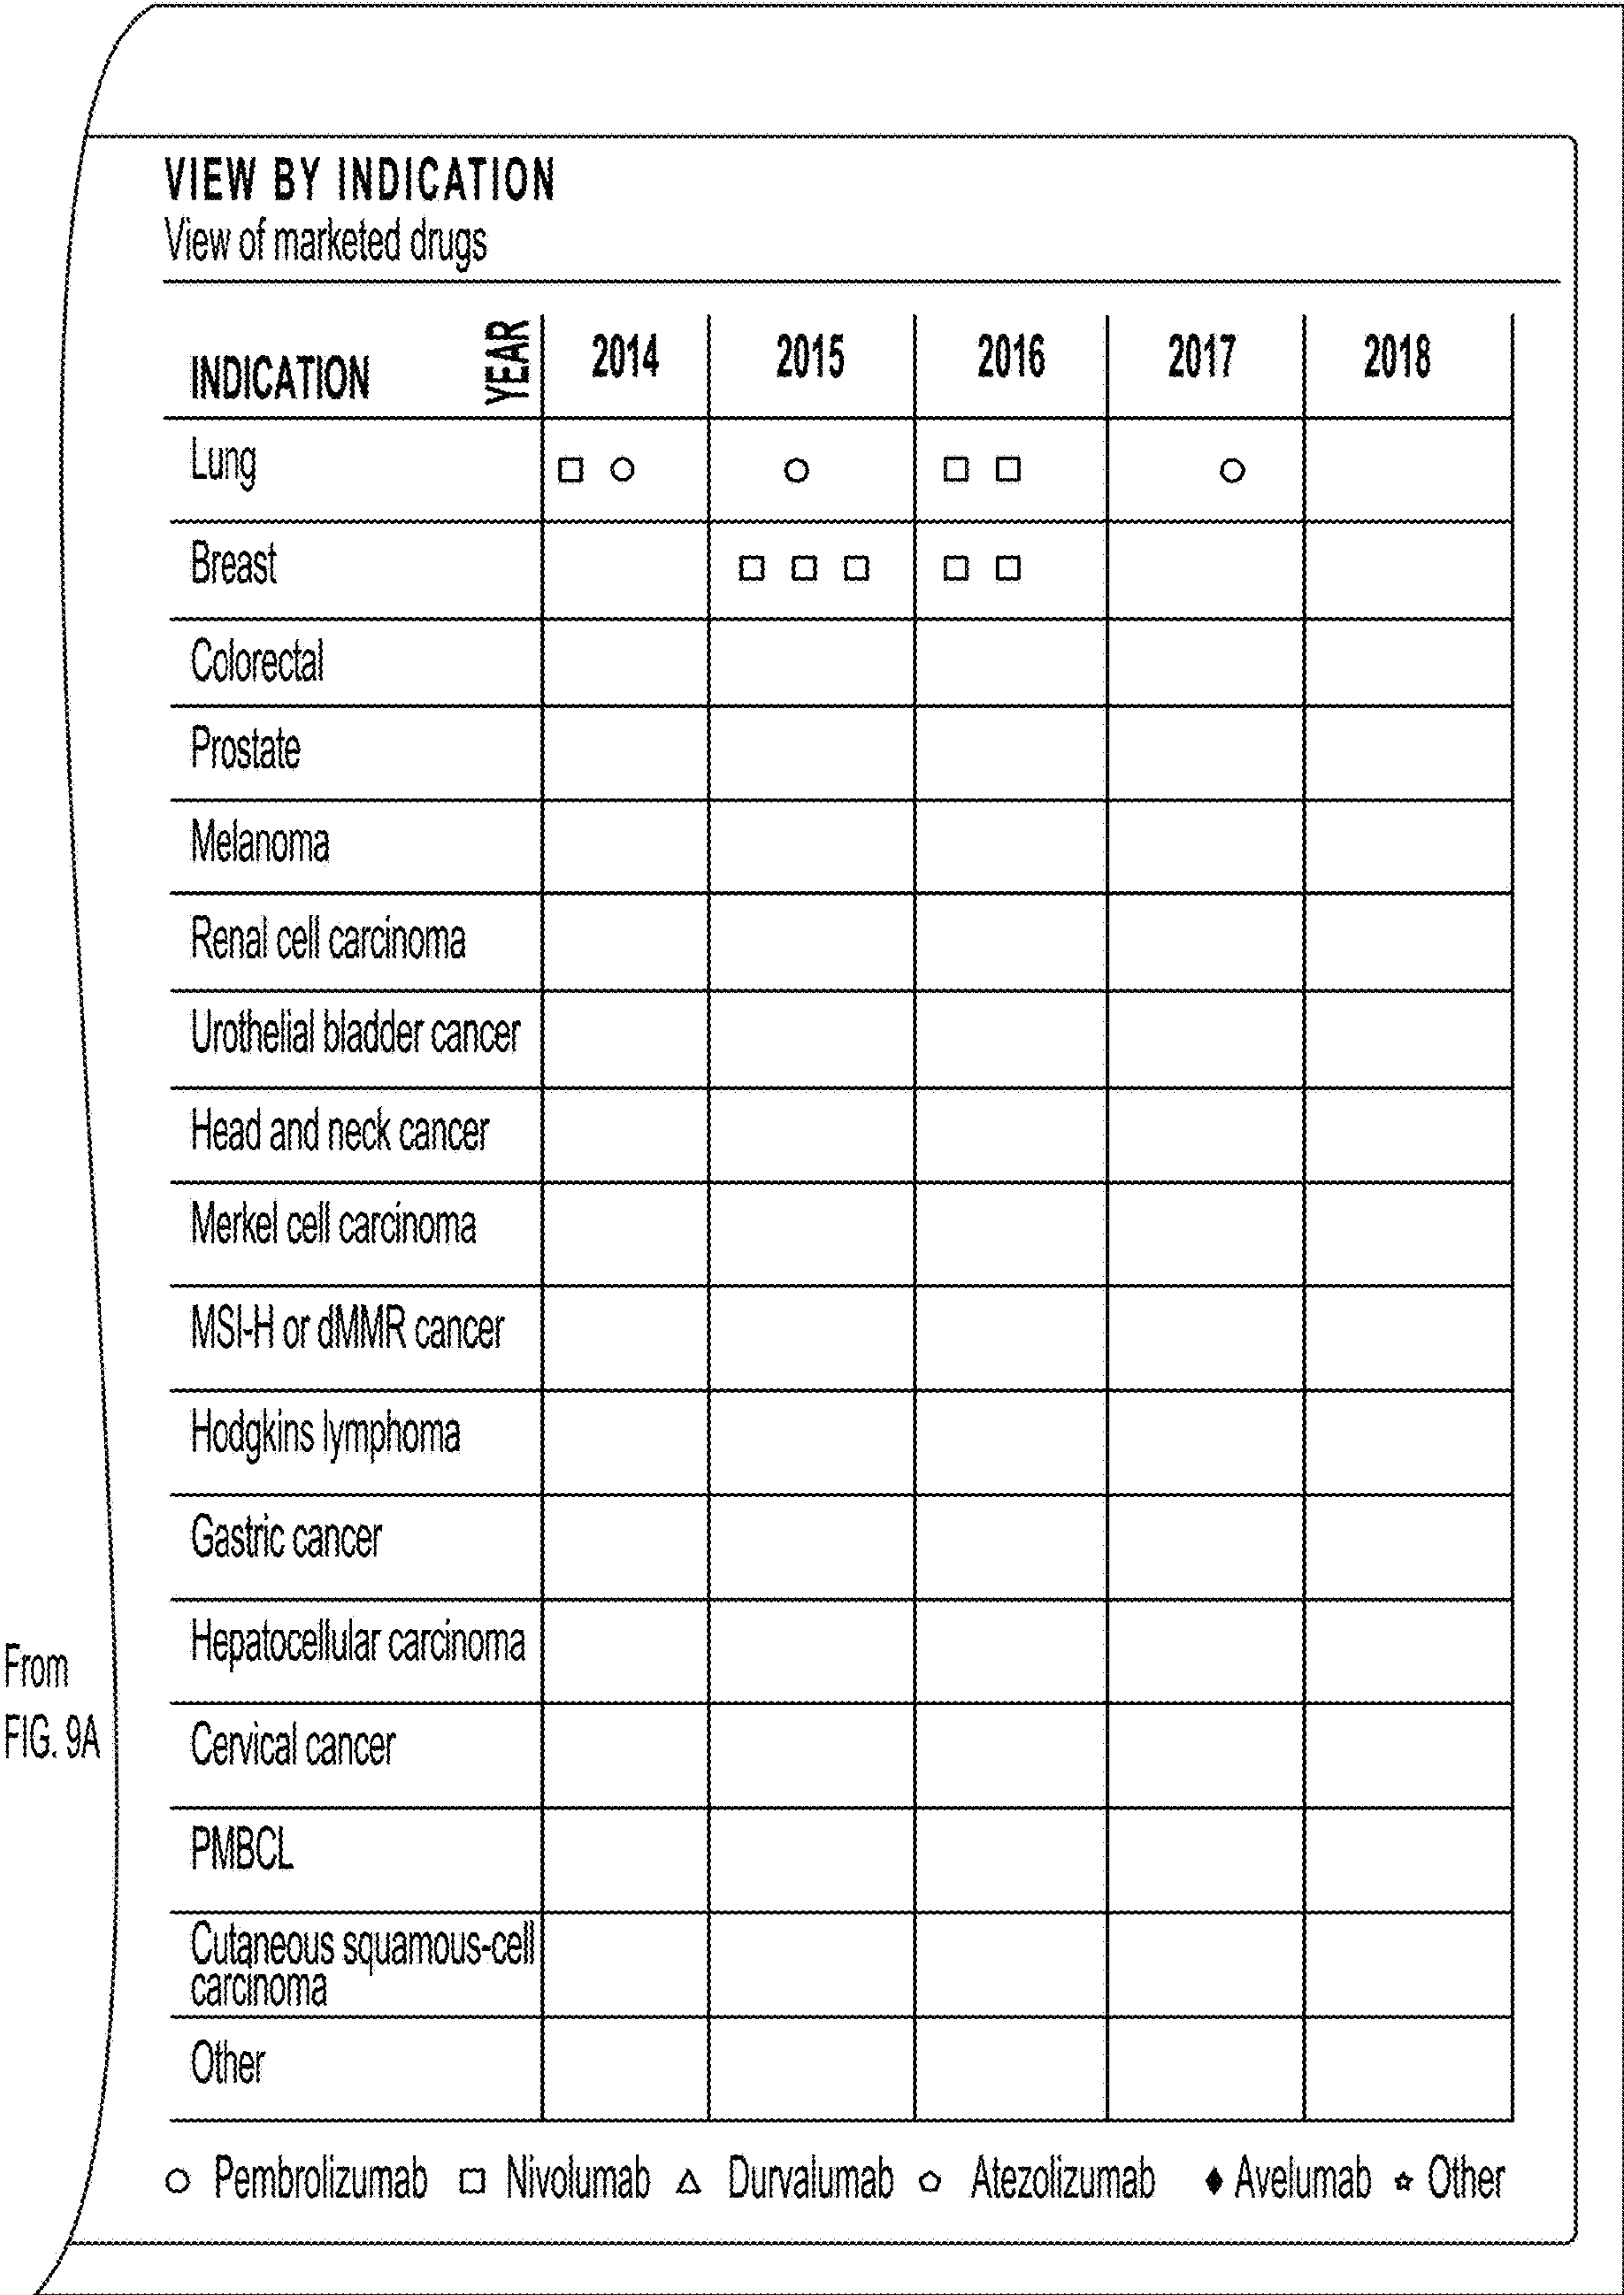 VIEW BY INDICATION
View of marketed drugs
INDICATION YEAR 2014 2015 2016 2017 2018
Lung
Breast
Colorectal
Prostate
Melanoma
Renal cell carcinoma
Urothelial bladder cancer
Head and neck cancer
Merkel cell carcinoma
MSI-H or dMMR cancer
Hodgkins lymphoma
Gastric cancer
Hepatocellular carcinoma
From
FIG. 9A
Cervical cancer
PMBCL
Cutaneous squamous-cell
carcinoma
Other
Pembrolizumab Nivolumab Durvalumab Atezolizumab Avelumab Other